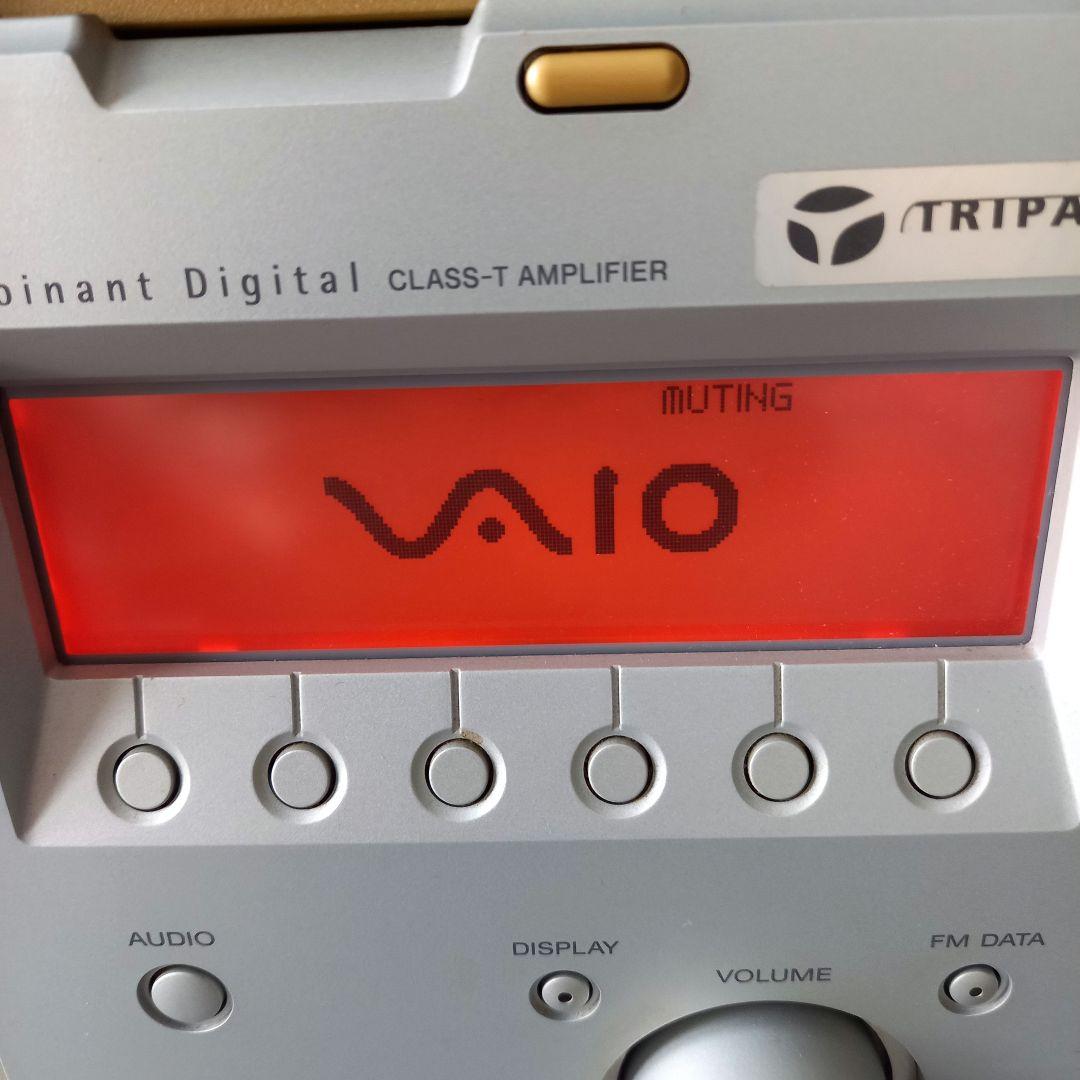 TRIPA
binant Digital CLASS-T AMPLIFIER
MUTING
VAIO
AUDIO
DISPLAY
VOLUME
FM DATA